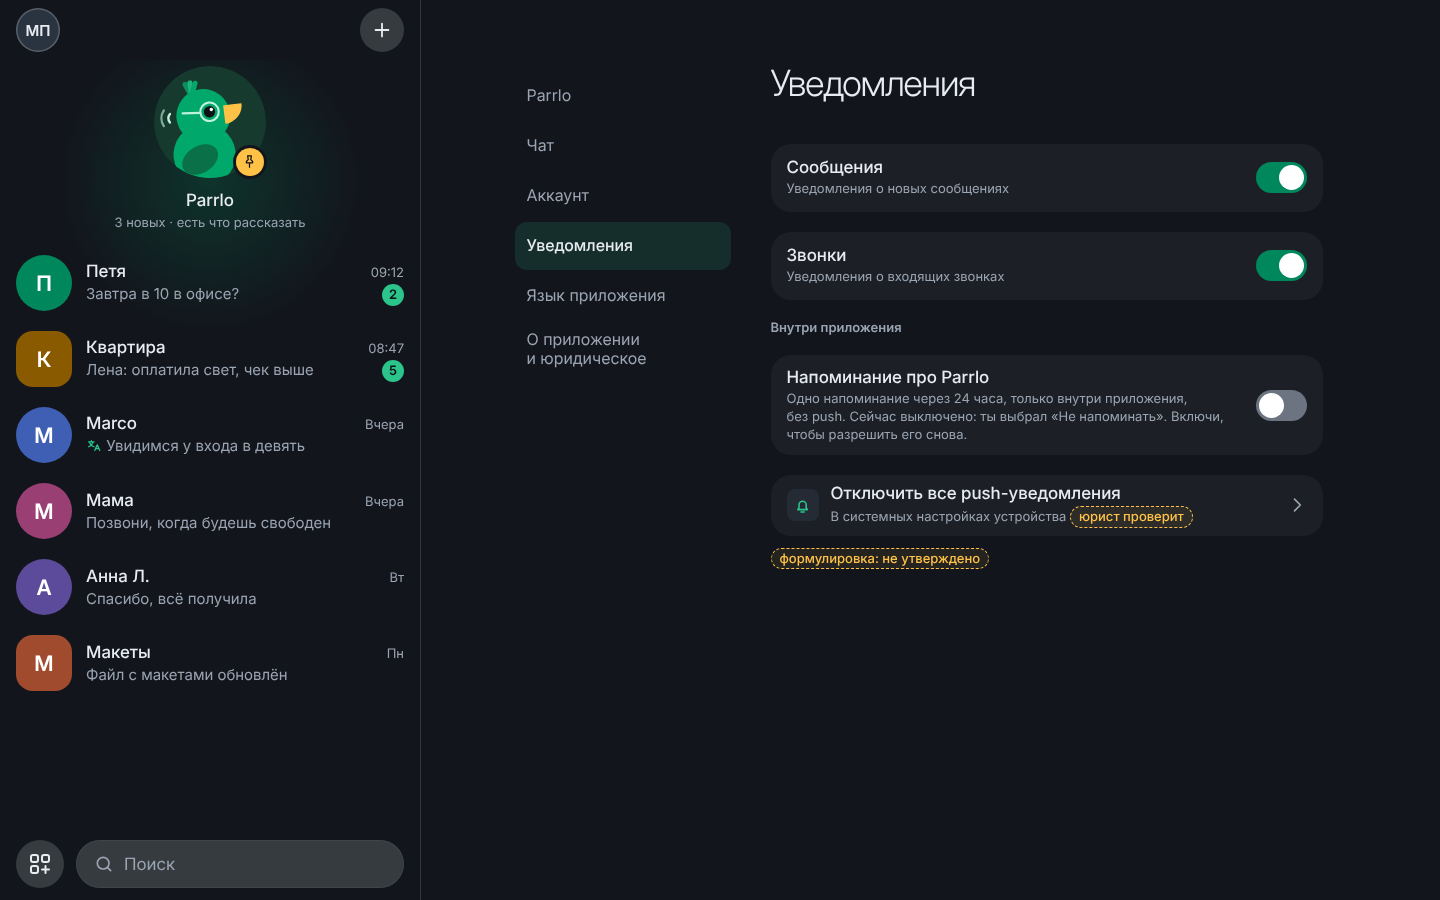 МП
Parrlo
3 новых · есть что рассказать
Петя
09:12
Завтра в 10 в офисе?
2
П
Квартира
08:47
Лена: оплатила свет, чек выше
5
К
Marco
Вчера
Увидимся у входа в девять
M
Мама
Вчера
Позвони, когда будешь свободен
М
Анна Л.
Вт
Спасибо, всё получила
А
Макеты
Пн
Файл с макетами обновлён
М
Поиск
Parrlo
Чат
Аккаунт
Уведомления
Язык приложения
О приложении
и юридическое
Уведомления
Сообщения
Уведомления о новых сообщениях
Звонки
Уведомления о входящих звонках
Внутри приложения
Напоминание про Parrlo
Одно напоминание через 24 часа, только внутри приложения,
без push. Сейчас выключено: ты выбрал «Не напоминать». Включи,
чтобы разрешить его снова.
Отключить все push-уведомления
В системных настройках устройства юрист проверит
формулировка: не утверждено